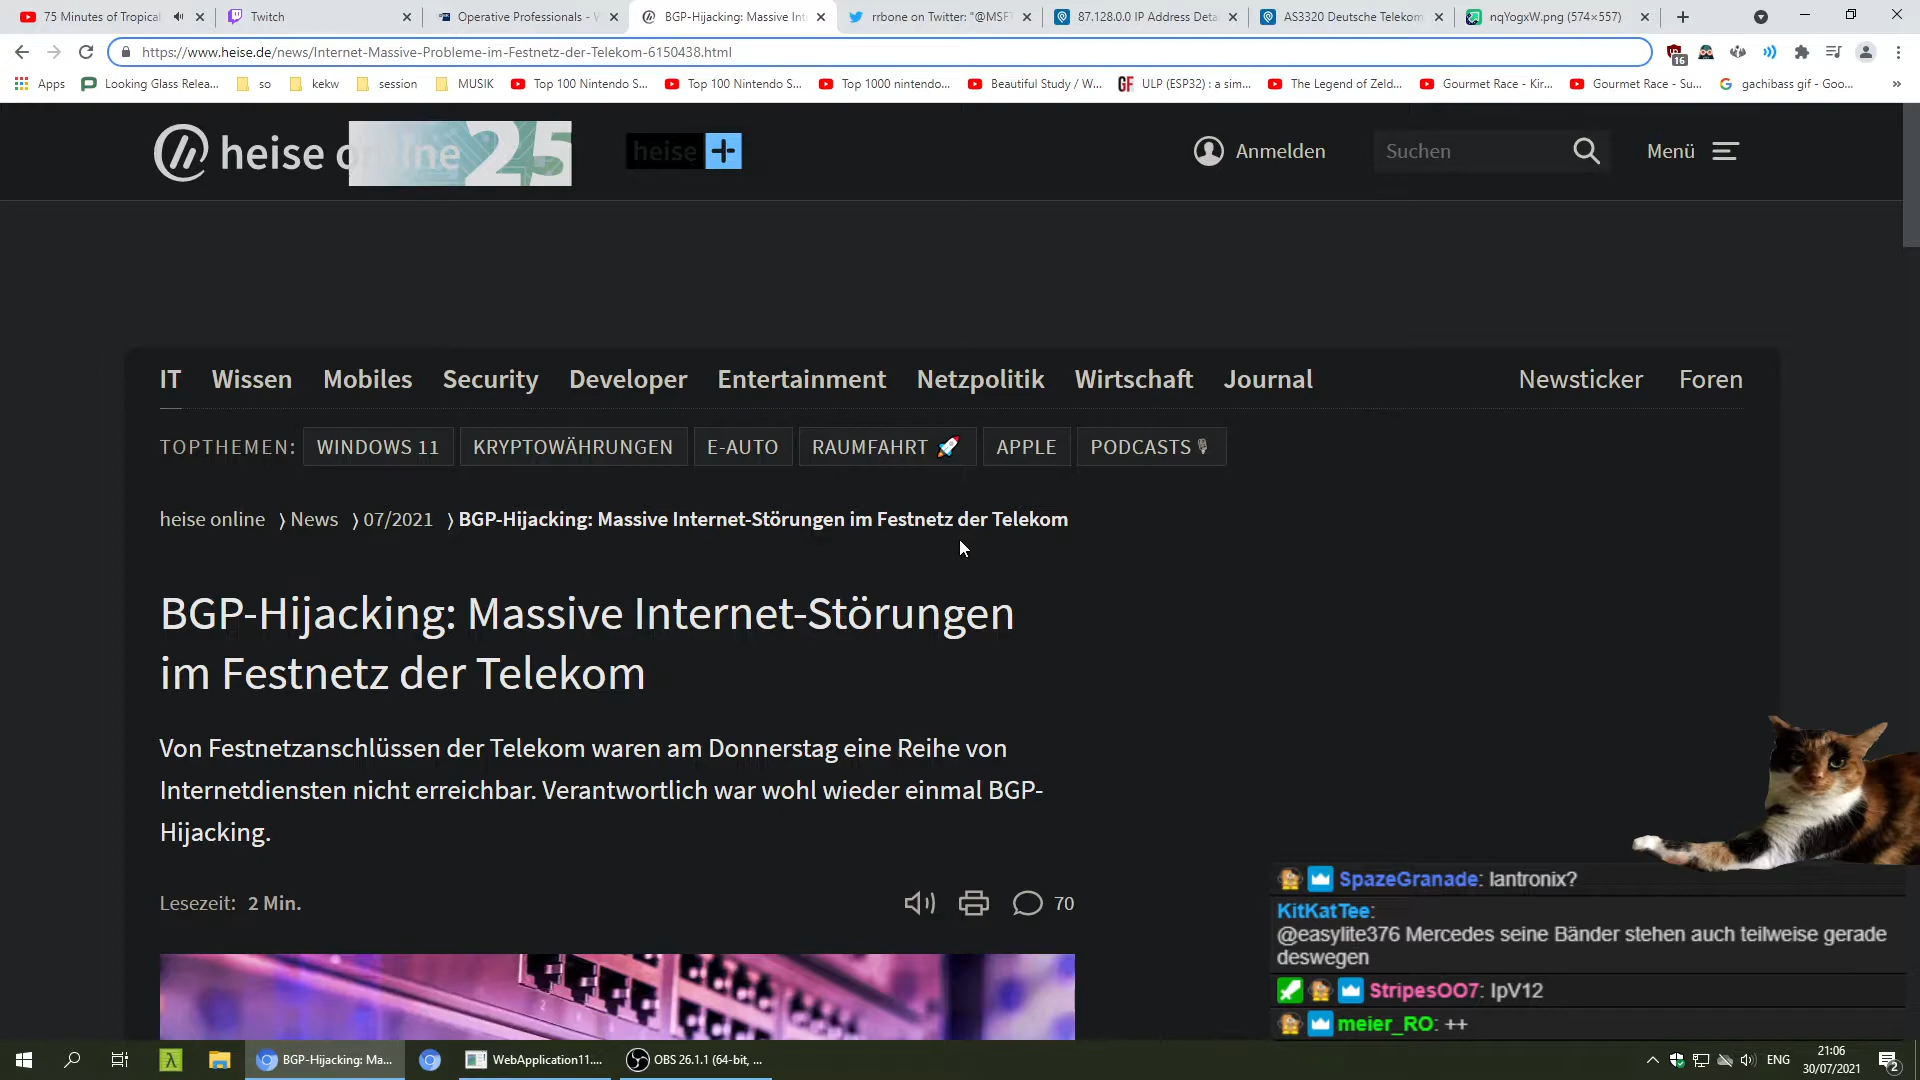 75 Minutes of Tropical
Twitch
Operative Professionals - W
BGP-Hijacking: Massive Int
rrbone on Twitter: "@MSFT
87.128.0.0 IP Address Deta
AS3320 Deutsche Telekom
nqYogxW.png (574×557)
https://www.heise.de/news/Internet-Massive-Probleme-im-Festnetz-der-Telekom-6150438.html
16
Apps
Looking Glass Relea...
so
kekw
session
MUSIK
Top 100 Nintendo S...
Top 100 Nintendo S...
Top 1000 nintendo...
Beautiful Study / W...
GF ULP (ESP32) : a sim...
The Legend of Zeld...
Gourmet Race - Kir...
Gourmet Race - Su...
gachibass gif - Goo...
»
heise online 25
heise +
Anmelden
Suchen
Menü
IT Wissen Mobiles Security Developer Entertainment Netzpolitik Wirtschaft Journal Newsticker Foren
TOPTHEMEN: WINDOWS 11 KRYPTOWÄHRUNGEN E-AUTO RAUMFAHRT 🚀 APPLE PODCASTS🎙
heise online ⟩ News ⟩ 07/2021 ⟩ BGP-Hijacking: Massive Internet-Störungen im Festnetz der Telekom
BGP-Hijacking: Massive Internet-Störungen
im Festnetz der Telekom
Von Festnetzanschlüssen der Telekom waren am Donnerstag eine Reihe von
Internetdiensten nicht erreichbar. Verantwortlich war wohl wieder einmal BGP-
Hijacking.
Lesezeit: 2 Min.
70
2
SpazeGranade: lantronix?
KitKatTee:
@easylite376 Mercedes seine Bänder stehen auch teilweise gerade
deswegen
StripesOO7: IpV12
meier_RO: ++
BGP-Hijacking: Ma...
WebApplication11....
OBS 26.1.1 (64-bit, ...
ENG
21:06
30/07/2021
2